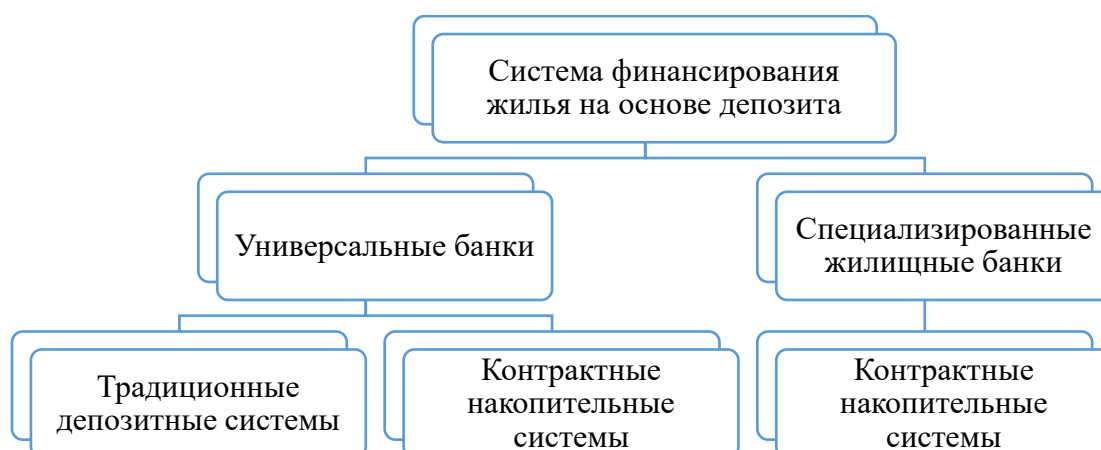 Система финансирования
жилья на основе депозита
Универсальные банки
Специализированные
жилищные банки
Традиционные
депозитные системы
Контрактные
накопительные
системы
Контрактные
накопительные
системы